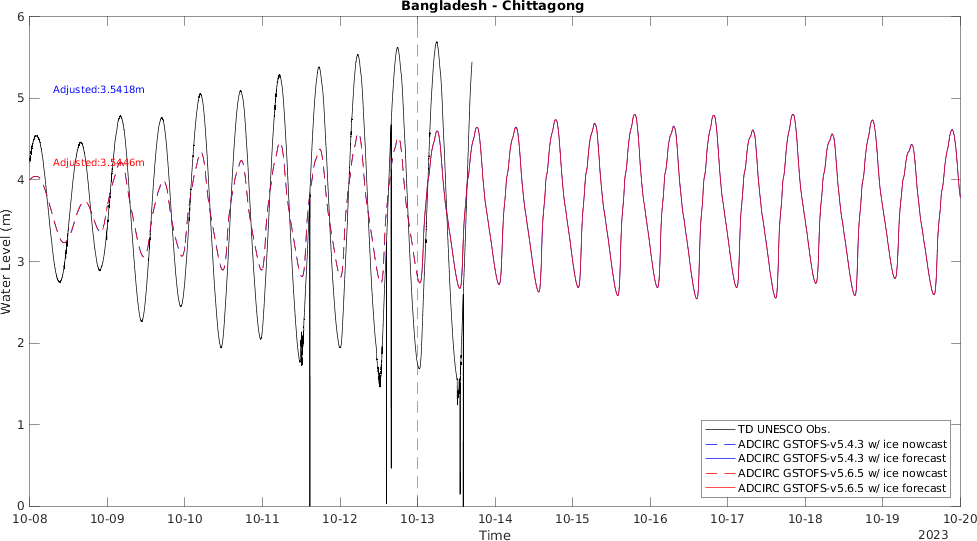 Bangladesh - Chittagong
6
5
4
3
2
1
0
Water Level (m)
Adjusted:3.5418m
Adjusted:3.5446m
TD UNESCO Obs.
ADCIRC GSTOFS-v5.4.3 w/ ice nowcast
ADCIRC GSTOFS-v5.4.3 w/ ice forecast
ADCIRC GSTOFS-v5.6.5 w/ ice nowcast
ADCIRC GSTOFS-v5.6.5 w/ ice forecast
10-08 10-09 10-10 10-11 10-12 10-13 10-14 10-15 10-16 10-17 10-18 10-19 10-20
Time
2023